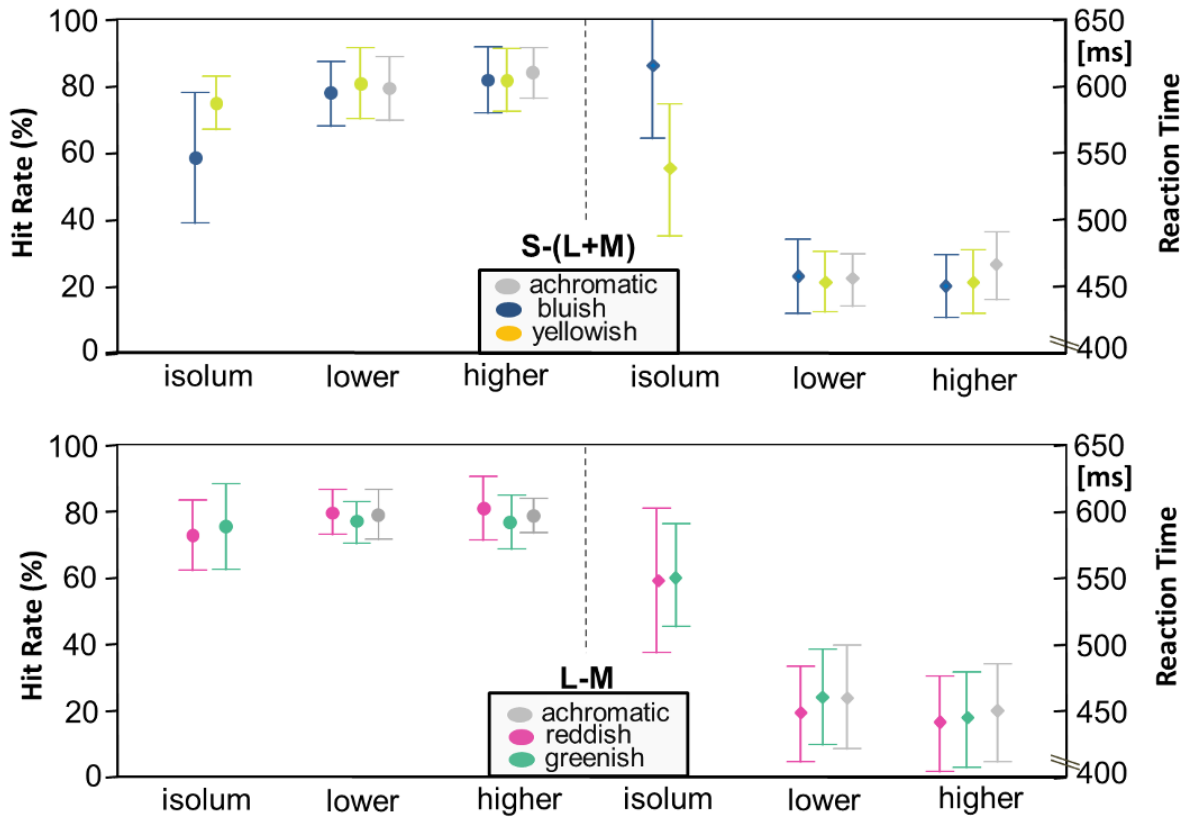 100
80
60
40
20
0
Hit Rate (%)
650
[ms]
600
550
500
450
400
Reaction Time
S-(L+M)
achromatic
bluish
yellowish
isolum lower higher isolum lower higher
100
80
60
40
20
0
Hit Rate (%)
650
[ms]
600
550
500
450
400
Reaction Time
L-M
achromatic
reddish
greenish
isolum lower higher isolum lower higher